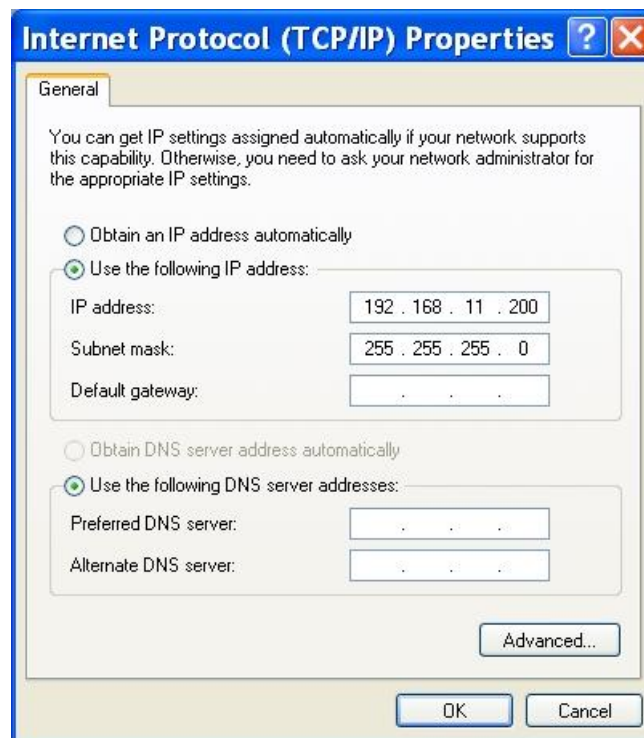 Internet Protocol (TCP/IP) Properties
General
You can get IP settings assigned automatically if your network supports
this capability. Otherwise, you need to ask your network administrator for
the appropriate IP settings.
Obtain an IP address automatically
Use the following IP address:
IP address: 192 . 168 . 11 . 200
Subnet mask: 255 . 255 . 255 . 0
Default gateway: . . .
Obtain DNS server address automatically
Use the following DNS server addresses:
Preferred DNS server: . . .
Alternate DNS server: . . .
Advanced...
OK Cancel